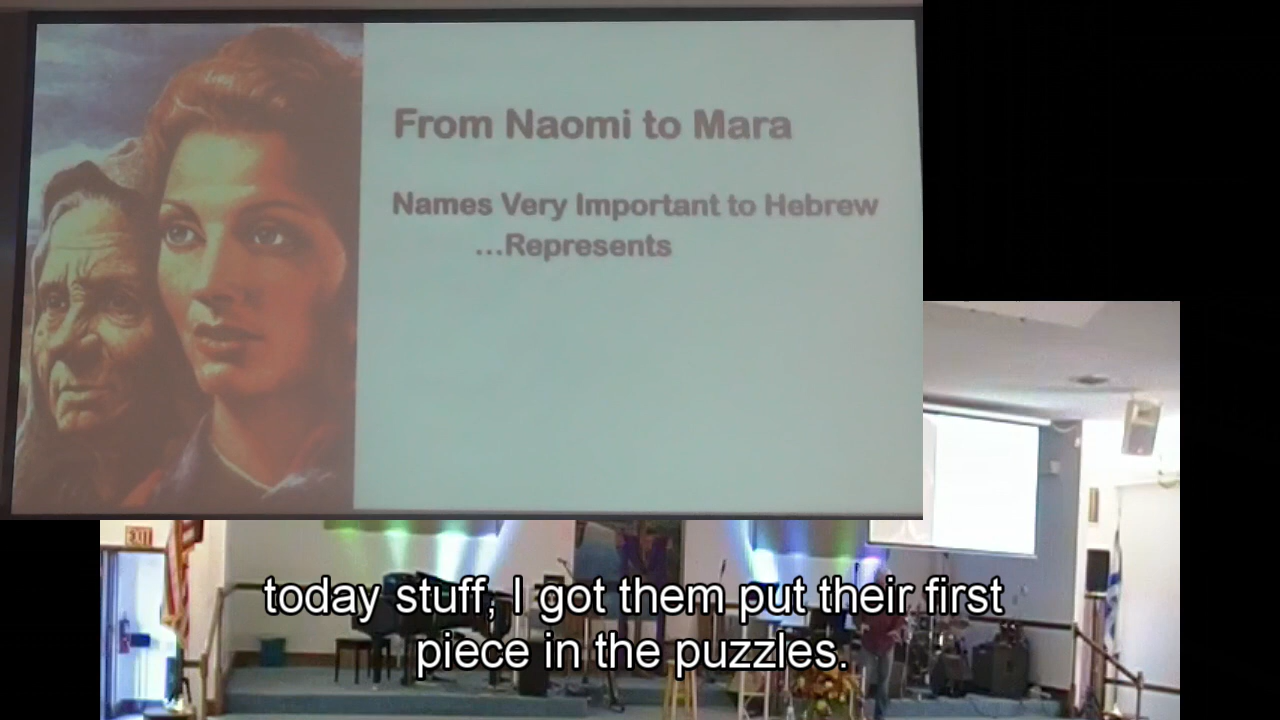 From Naomi to Mara
Names Very Important to Hebrew
...Represents
EXIT
today stuff, I got them put their first
piece in the puzzles.